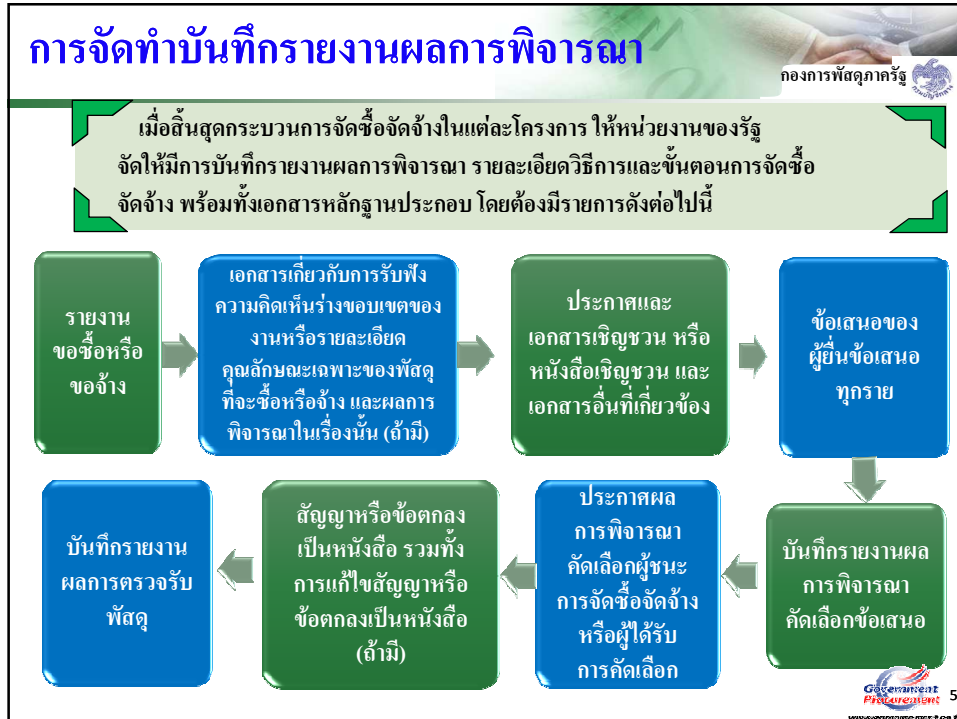 การจัดทำบันทึกรายงานผลการพิจารณา
กองการพัสดุภาครัฐ
เมื่อสิ้นสุดกระบวนการจัดซื้อจัดจ้างในแต่ละโครงการ ให้หน่วยงานของรัฐ
จัดให้มีการบันทึกรายงานผลการพิจารณา รายละเอียดวิธีการและขั้นตอนการจัดซื้อ
จัดจ้าง พร้อมทั้งเอกสารหลักฐานประกอบ โดยต้องมีรายการดังต่อไปนี้
รายงาน
ขอซื้อหรือ
ขอจ้าง
เอกสารเกี่ยวกับการรับฟัง
ความคิดเห็นร่างขอบเขตของ
งานหรือรายละเอียด
คุณลักษณะเฉพาะของพัสดุ
ที่จะซื้อหรือจ้าง และผลการ
พิจารณาในเรื่องนั้น (ถ้ามี)
ประกาศและ
เอกสารเชิญชวน หรือ
หนังสือเชิญชวน และ
เอกสารอื่นที่เกี่ยวข้อง
ข้อเสนอของ
ผู้ยื่นข้อเสนอ
ทุกราย
บันทึกรายงานผล
การพิจารณา
คัดเลือกข้อเสนอ
ประกาศผล
การพิจารณา
คัดเลือกผู้ชนะ
การจัดซื้อจัดจ้าง
หรือผู้ได้รับ
การคัดเลือก
สัญญาหรือข้อตกลง
เป็นหนังสือ รวมทั้ง
การแก้ไขสัญญาหรือ
ข้อตกลงเป็นหนังสือ
(ถ้ามี)
บันทึกรายงาน
ผลการตรวจรับ
พัสดุ
Government
Procurement
5